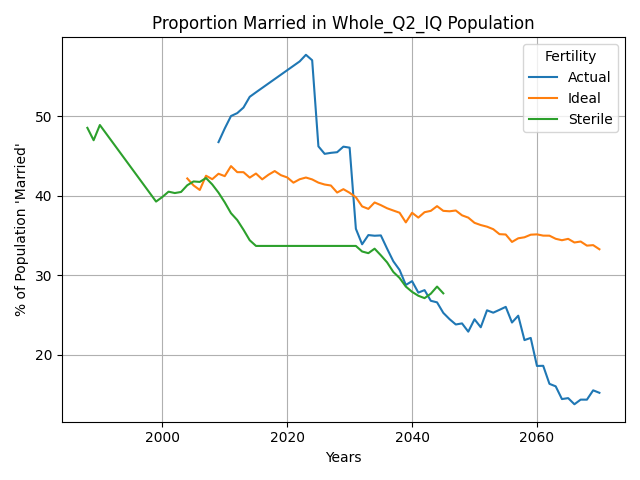 Proportion Married in Whole_Q2_IQ Population
% of Population 'Married'
50
40
30
20
2000
2020
2040
2060
Years
Fertility
Actual
Ideal
Sterile